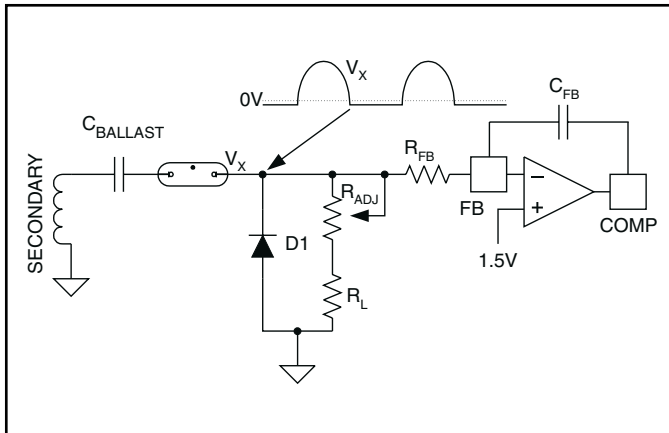 V_X
0V
C_FB
C_BALLAST
V_X
R_FB
R_ADJ
SECONDARY
FB
−
+
COMP
D1
1.5V
R_L